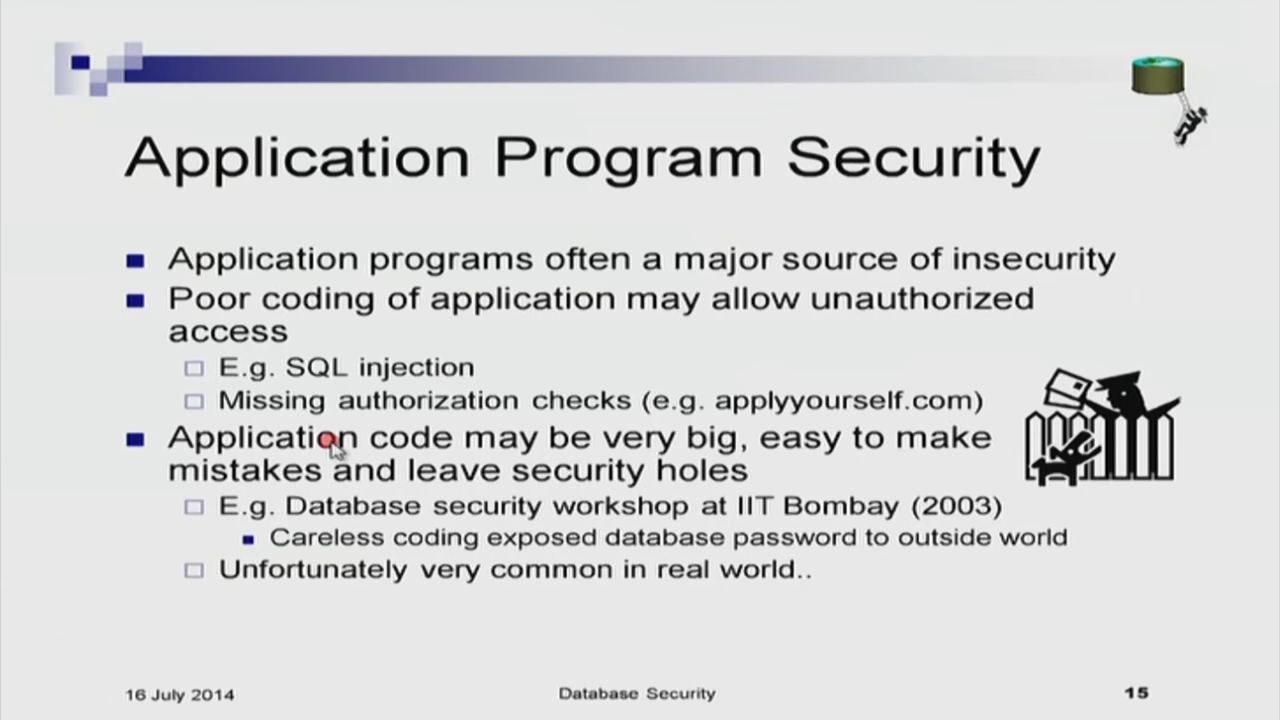 Application Program Security
Application programs often a major source of insecurity
Poor coding of application may allow unauthorized
access
E.g. SQL injection
Missing authorization checks (e.g. applyyourself.com)
Application code may be very big, easy to make
mistakes and leave security holes
E.g. Database security workshop at IIT Bombay (2003)
Careless coding exposed database password to outside world
Unfortunately very common in real world..
16 July 2014
Database Security
15